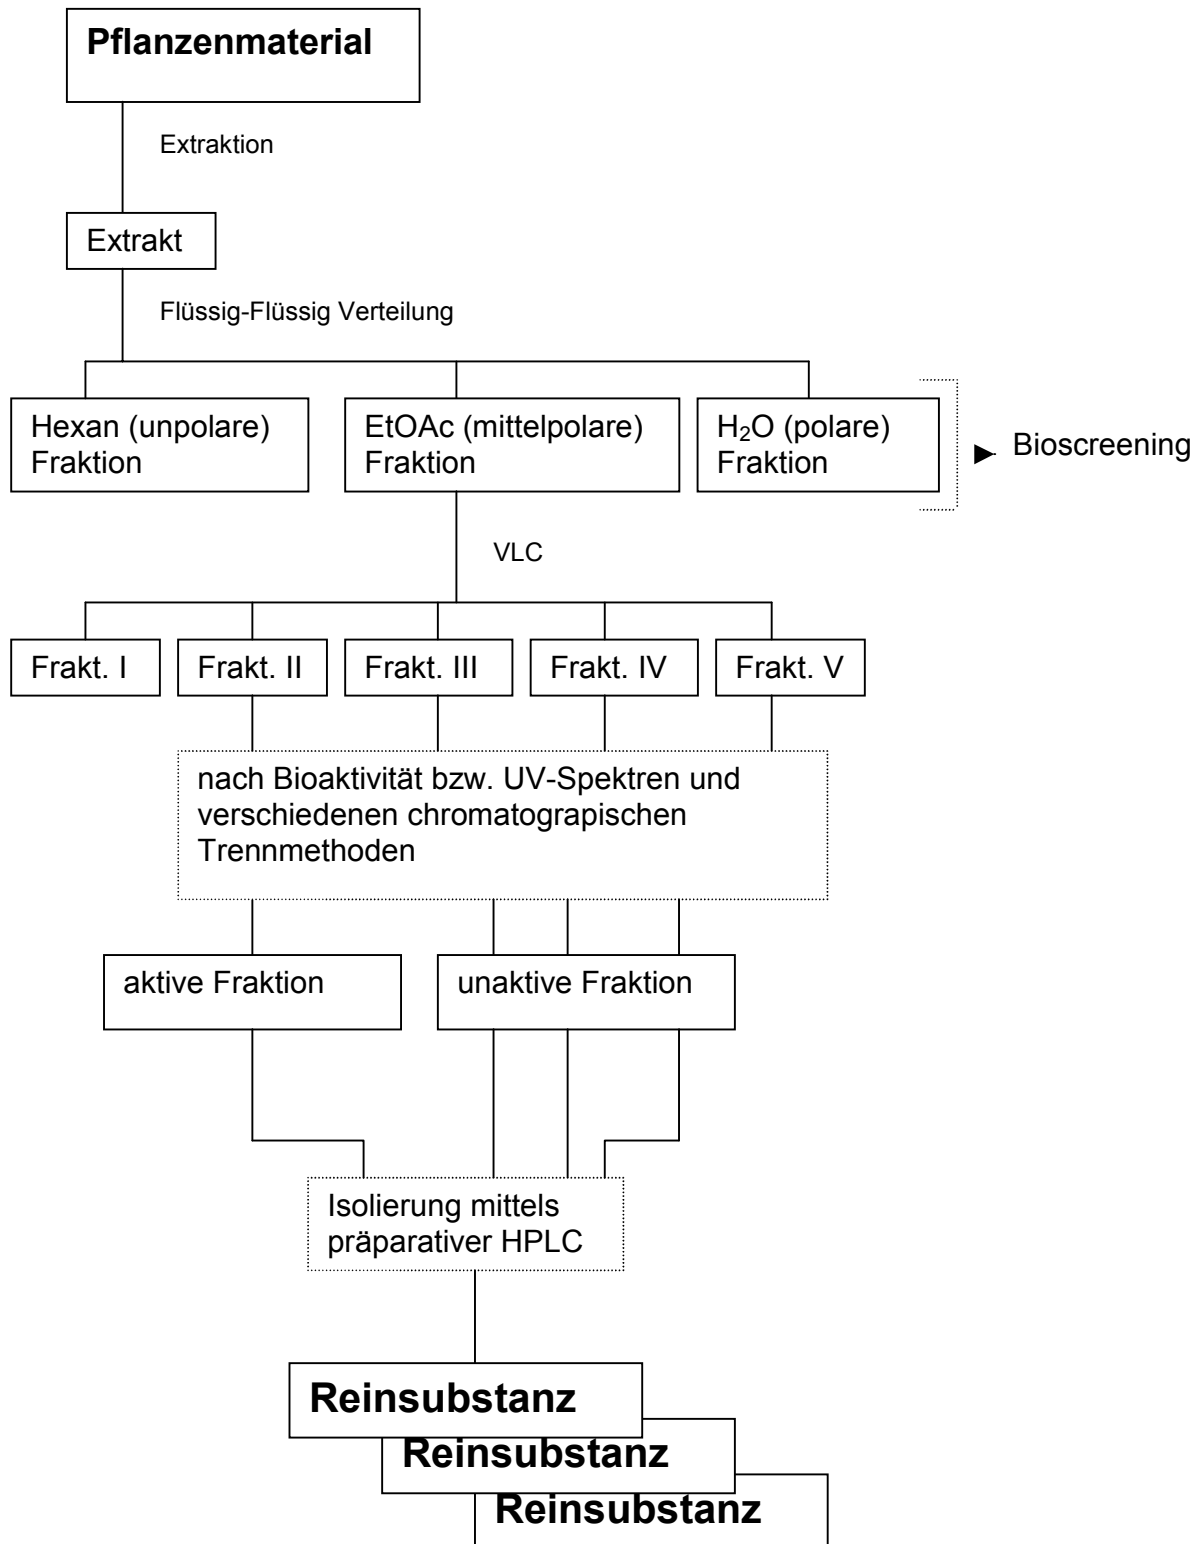 Pflanzenmaterial
Extraktion
Extrakt
Flüssig-Flüssig Verteilung
Hexan (unpolare)
Fraktion
EtOAc (mittelpolare)
Fraktion
H₂O (polare)
Fraktion
Bioscreening
VLC
Frakt. I
Frakt. II
Frakt. III
Frakt. IV
Frakt. V
nach Bioaktivität bzw. UV-Spektren und
verschiedenen chromatograpischen
Trennmethoden
aktive Fraktion
unaktive Fraktion
Isolierung mittels
präparativer HPLC
Reinsubstanz
Reinsubstanz
Reinsubstanz